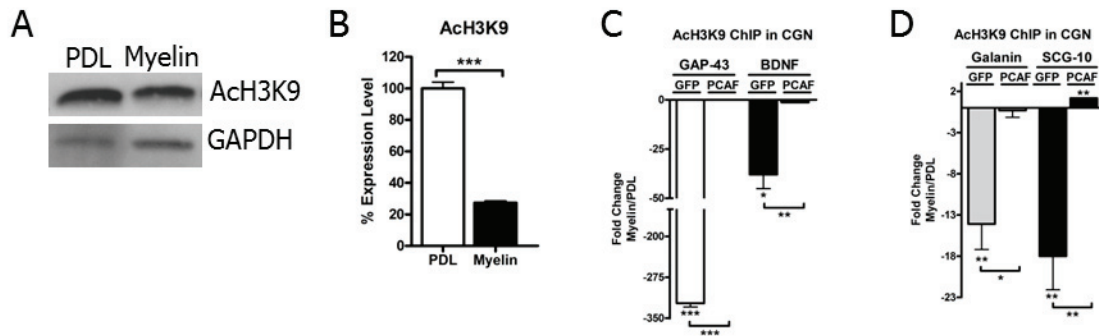 A
PDL Myelin
AcH3K9
GAPDH
B
AcH3K9
***
% Expression Level
120
100
80
60
40
20
0
PDL Myelin
C
AcH3K9 ChIP in CGN
GAP-43 BDNF
GFP PCAF GFP PCAF
Fold Change
Myelin/PDL
0
-25
-50
-200
-275
-350
*
**
***
***
D
AcH3K9 ChIP in CGN
Galanin SCG-10
GFP PCAF GFP PCAF
Fold Change
Myelin/PDL
2
-3
-8
-13
-18
-23
**
**
*
**
**